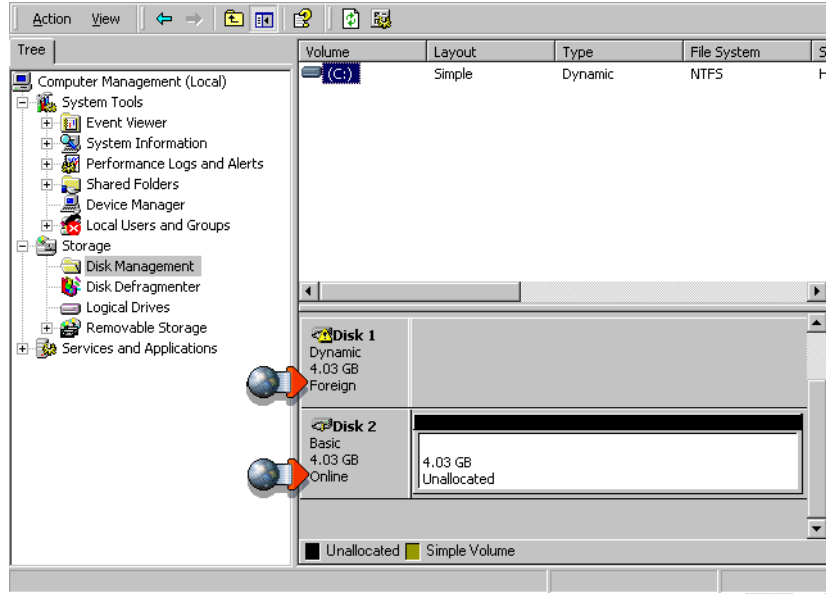 Action View
Tree
Volume Layout Type File System S
(C:) Simple Dynamic NTFS H
Computer Management (Local)
System Tools
Event Viewer
System Information
Performance Logs and Alerts
Shared Folders
Device Manager
Local Users and Groups
Storage
Disk Management
Disk Defragmenter
Logical Drives
Removable Storage
Services and Applications
Disk 1
Dynamic
4.03 GB
Foreign
Disk 2
Basic
4.03 GB
Online
4.03 GB
Unallocated
Unallocated Simple Volume